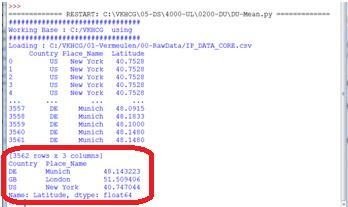 >>>
============= RESTART: C:\VKHCG\05-DS\4000-UL\0200-DU\DU-Mean.py =============
################################
Working Base : C:/VKHCG using
################################
Loading : C:/VKHCG/01-Vermeulen/00-RawData/IP_DATA_CORE.csv
Country Place_Name Latitude
0 US New York 40.7528
1 US New York 40.7528
2 US New York 40.7528
3 US New York 40.7528
4 US New York 40.7528
... ... ... ...
3557 DE Munich 48.0915
3558 DE Munich 48.1833
3559 DE Munich 48.1000
3560 DE Munich 48.1480
3561 DE Munich 48.1480
[3562 rows x 3 columns]
Country Place_Name
DE Munich 48.143223
GB London 51.509406
US New York 40.747044
Name: Latitude, dtype: float64